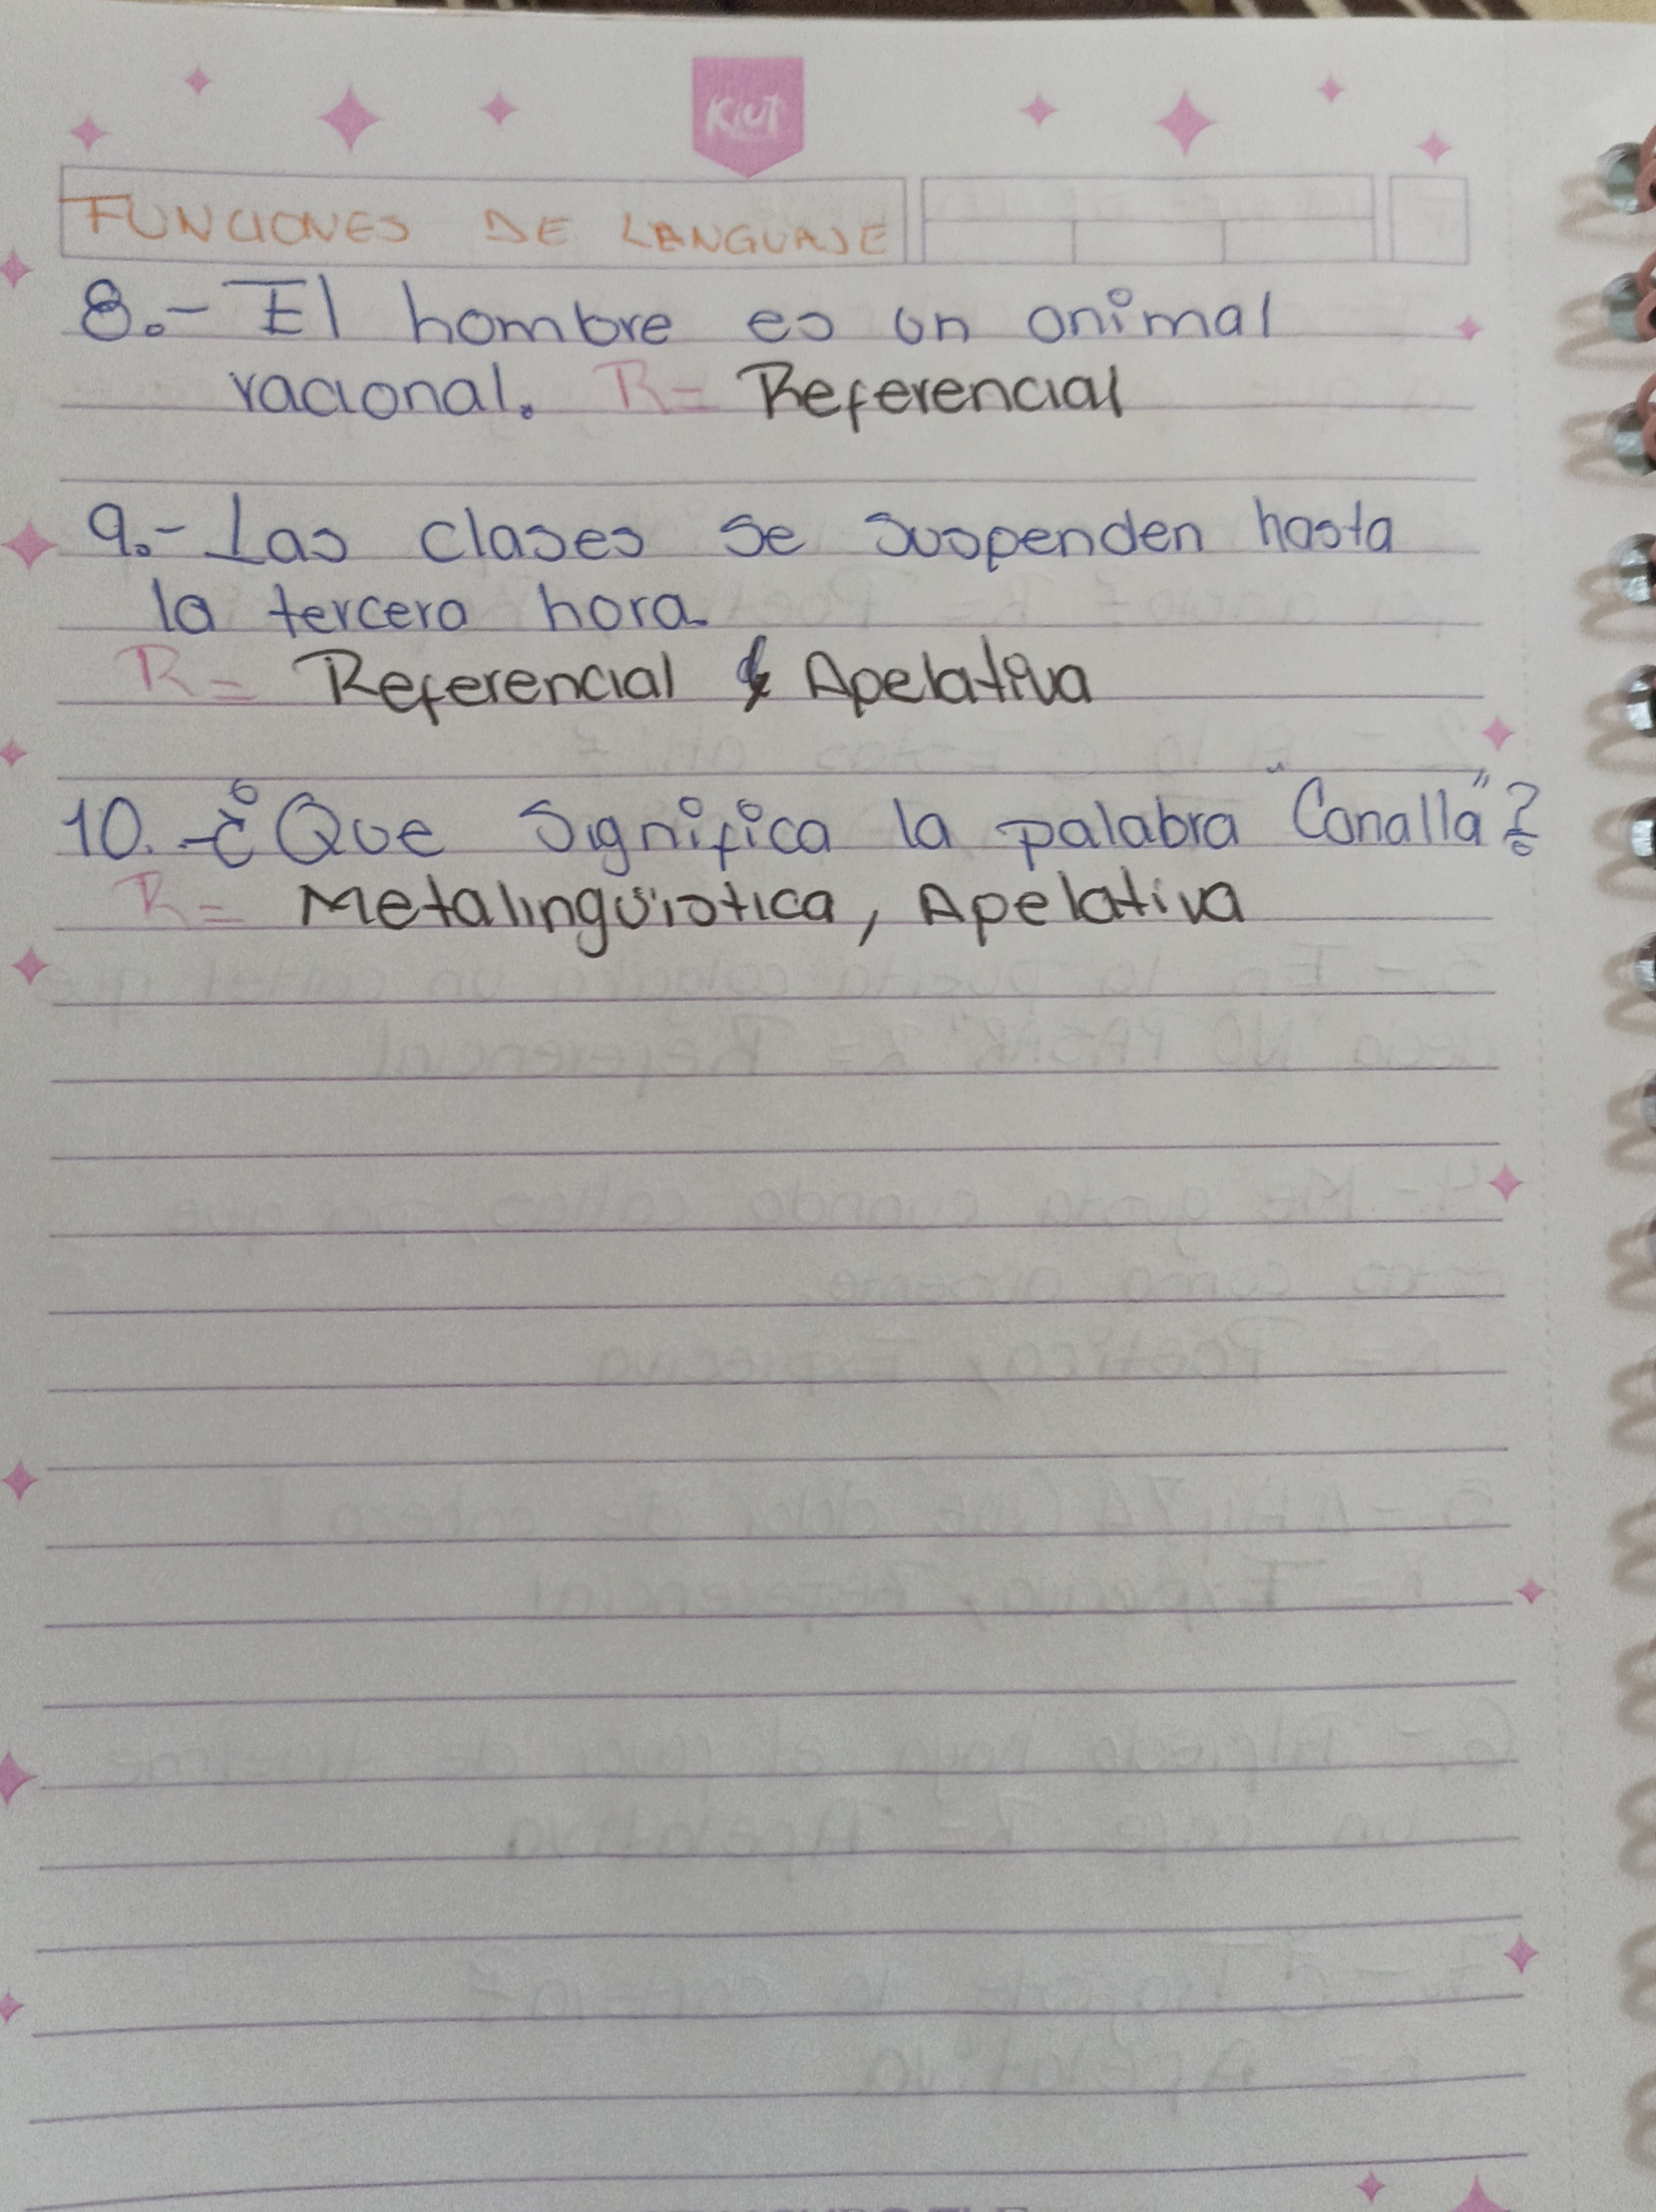 Kiut
FUNCIONES DE LANGUAJE
8.- El hombre es un animal
racional. R= Referencial
9.- Las clases se suspenden hasta
la tercera hora.
R= Referencial & Apelativa
10.- ¿Que significa la palabra "Canalla"?
R= Metalingüistica, Apelativa